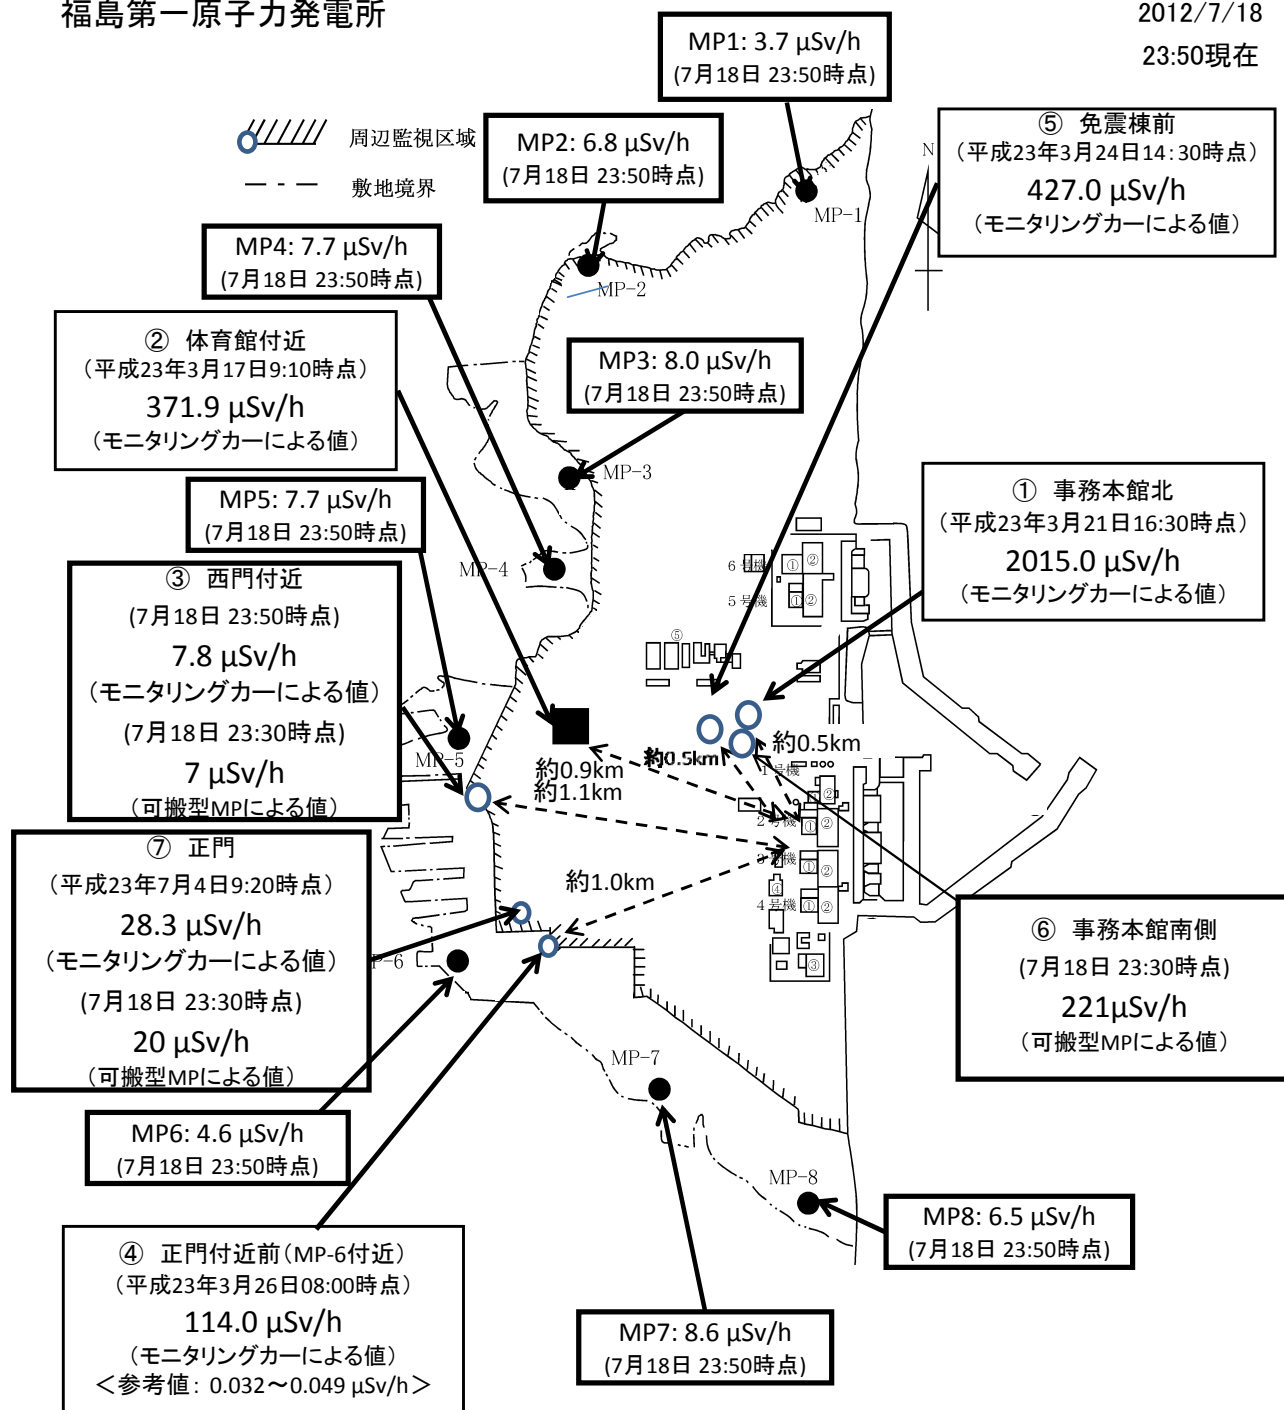 福島第一原子力発電所
2012/7/18
23:50現在
周辺監視区域
敷地境界
MP1: 3.7 μSv/h
(7月18日 23:50時点)
MP2: 6.8 μSv/h
(7月18日 23:50時点)
⑤ 免震棟前
(平成23年3月24日14:30時点)
427.0 μSv/h
(モニタリングカーによる値)
N
MP-1
MP4: 7.7 μSv/h
(7月18日 23:50時点)
MP-2
② 体育館付近
(平成23年3月17日9:10時点)
371.9 μSv/h
(モニタリングカーによる値)
MP3: 8.0 μSv/h
(7月18日 23:50時点)
MP-3
MP5: 7.7 μSv/h
(7月18日 23:50時点)
① 事務本館北
(平成23年3月21日16:30時点)
2015.0 μSv/h
(モニタリングカーによる値)
MP-4
6号機
① ②
5号機
① ②
⑤
③ 西門付近
(7月18日 23:50時点)
7.8 μSv/h
(モニタリングカーによる値)
(7月18日 23:30時点)
7 μSv/h
(可搬型MPによる値)
MP-5
約0.9km
約1.1km
約0.5km
約0.5km
1号機
① ②
2号機
① ②
3号機
① ②
④
4号機
① ②
③
約1.0km
⑦ 正門
(平成23年7月4日9:20時点)
28.3 μSv/h
(モニタリングカーによる値)
(7月18日 23:30時点)
20 μSv/h
(可搬型MPによる値)
P-6
⑥ 事務本館南側
(7月18日 23:30時点)
221μSv/h
(可搬型MPによる値)
MP-7
MP6: 4.6 μSv/h
(7月18日 23:50時点)
MP-8
MP8: 6.5 μSv/h
(7月18日 23:50時点)
④ 正門付近前(MP-6付近)
(平成23年3月26日08:00時点)
114.0 μSv/h
(モニタリングカーによる値)
<参考値: 0.032～0.049 μSv/h>
MP7: 8.6 μSv/h
(7月18日 23:50時点)